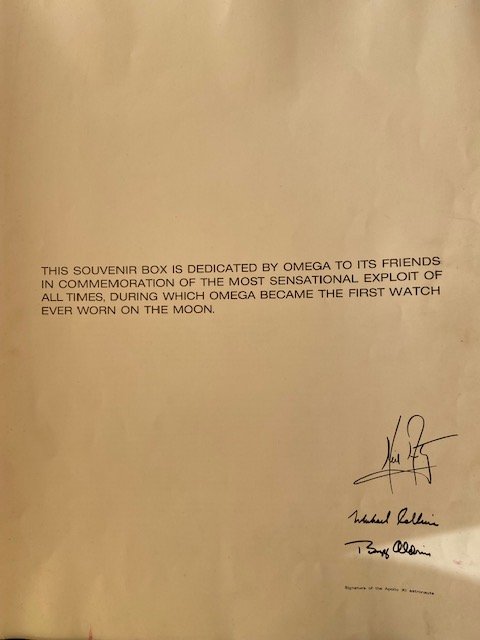 THIS SOUVENIR BOX IS DEDICATED BY OMEGA TO ITS FRIENDS
IN COMMEMORATION OF THE MOST SENSATIONAL EXPLOIT OF
ALL TIMES, DURING WHICH OMEGA BECAME THE FIRST WATCH
EVER WORN ON THE MOON.
Neil
Michael Collins
Buzz Aldrin
Signature of the Apollo XI astronauts